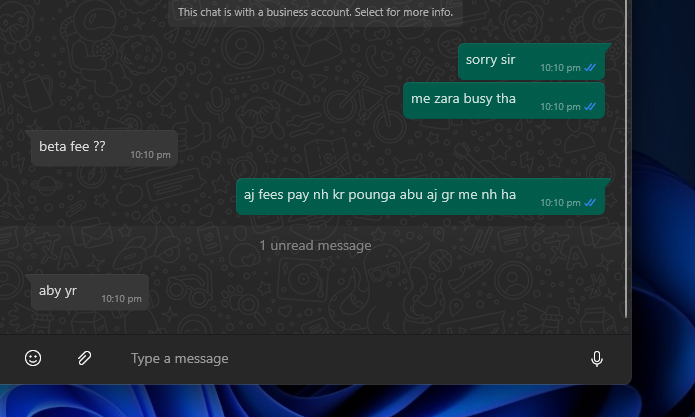 This chat is with a business account. Select for more info.
sorry sir
10:10 pm
me zara busy tha
10:10 pm
beta fee ??
10:10 pm
aj fees pay nh kr pounga abu aj gr me nh ha
10:10 pm
1 unread message
aby yr
10:10 pm
Type a message